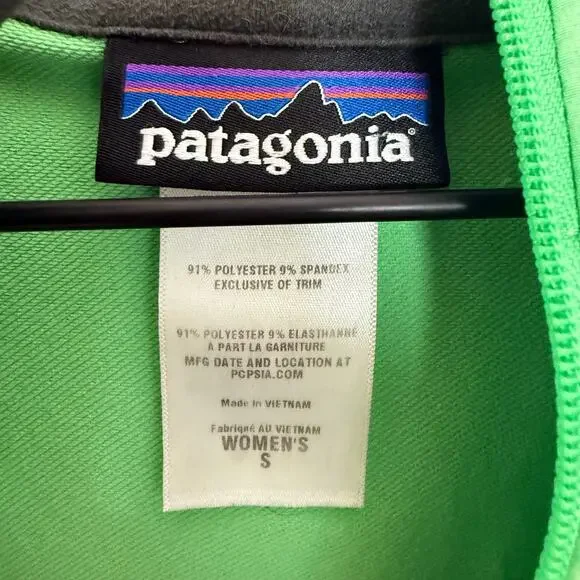 patagonia®
91% POLYESTER 9% SPANDEX
EXCLUSIVE OF TRIM
91% POLYESTER 9% ELASTHANNE
A PART LA GARNITURE
MFG DATE AND LOCATION AT
PCPSIA.COM
Made in VIETNAM
Fabriqué AU VIETNAM
WOMEN'S
S